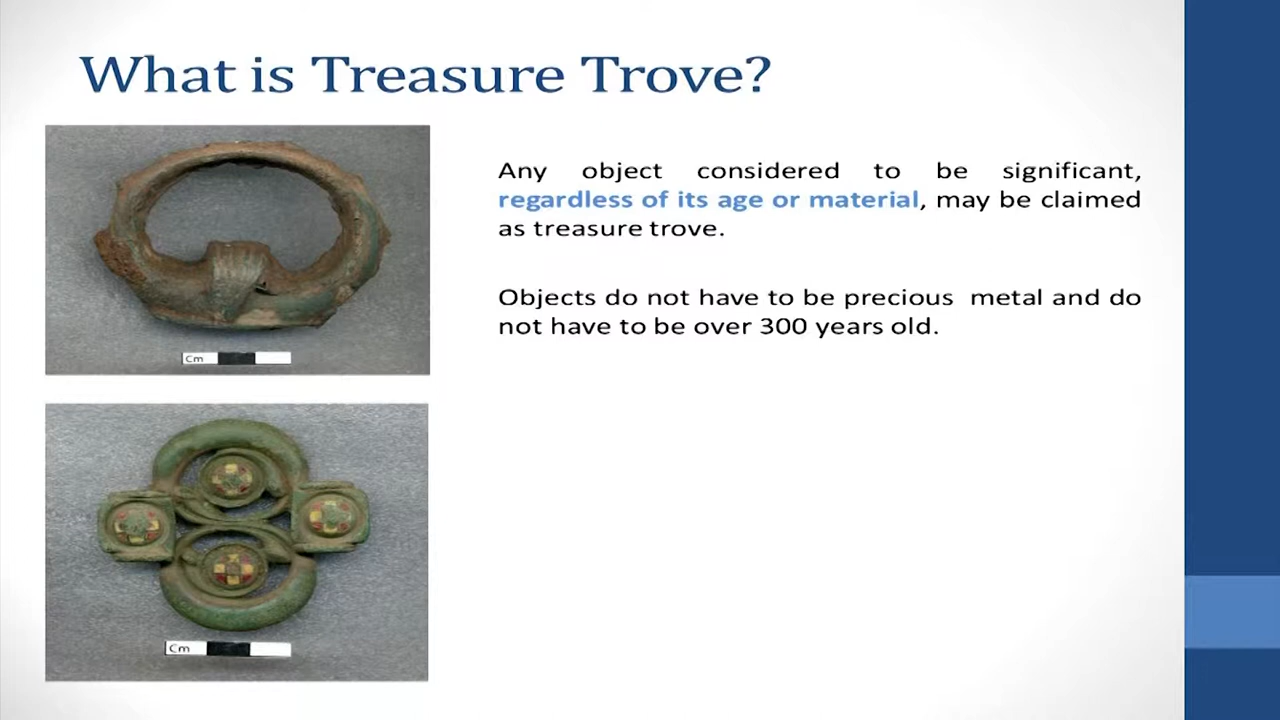 What is Treasure Trove?
Any object considered to be significant,
regardless of its age or material, may be claimed
as treasure trove.
Objects do not have to be precious metal and do
not have to be over 300 years old.
Cm
Cm